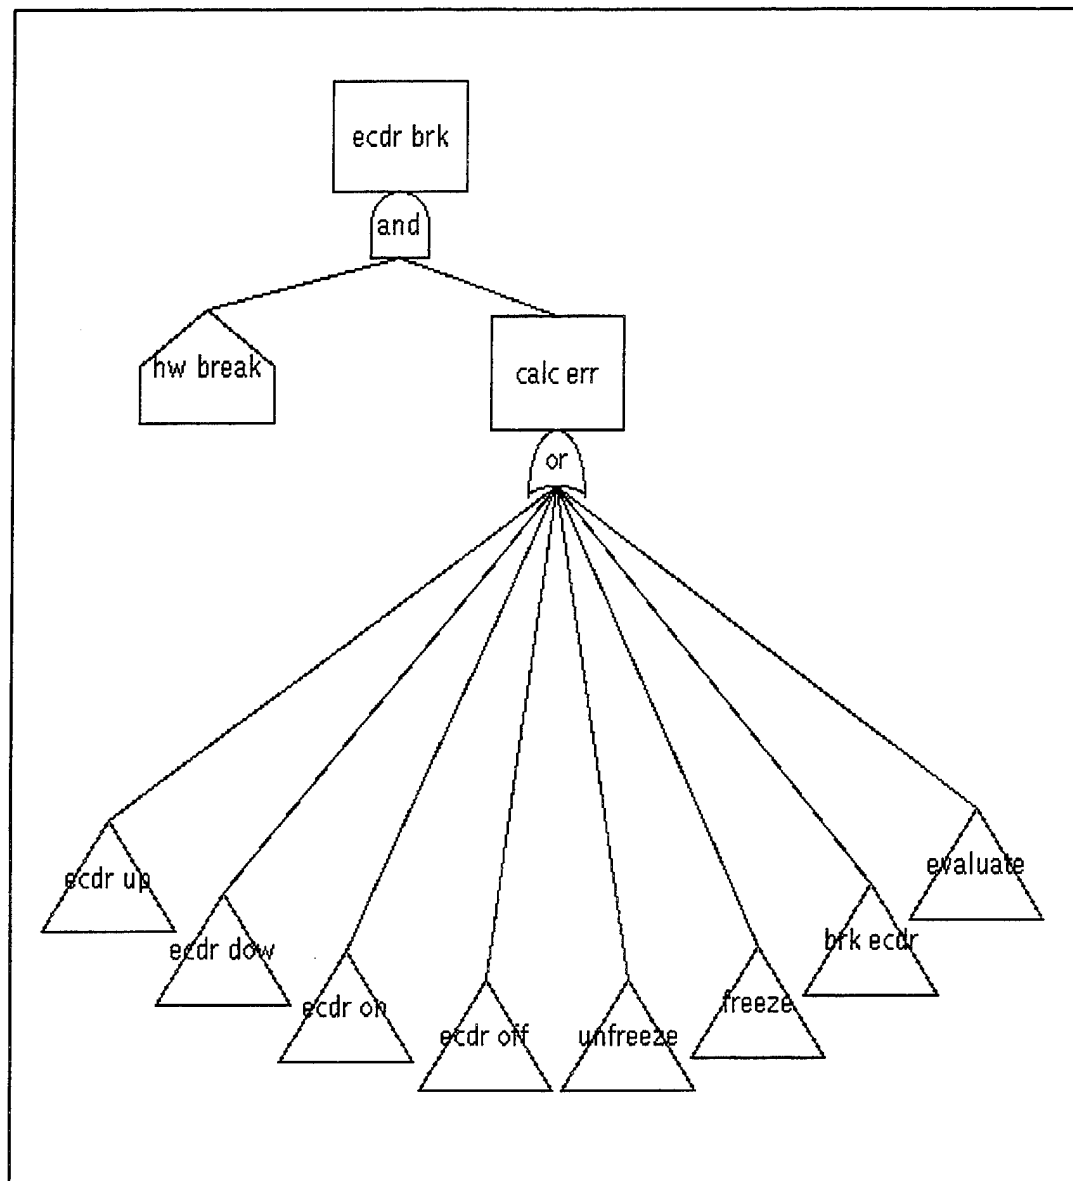 ecdr brk
and
hw break
calc err
or
ecdr up
ecdr dow
ecdr on
ecdr off
unfreeze
freeze
brk ecdr
evaluate